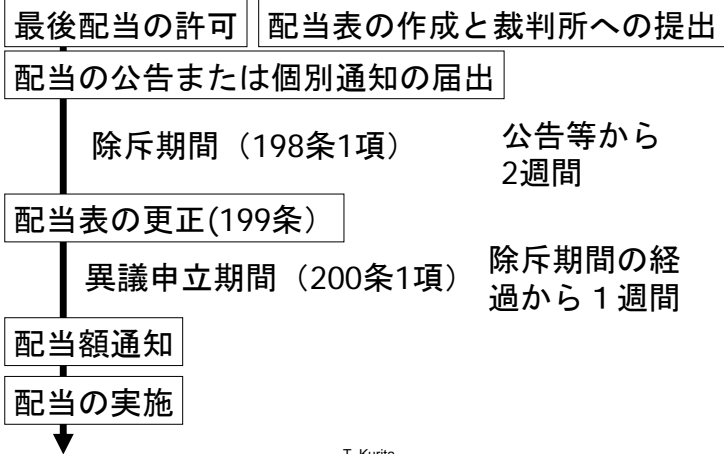 最後配当の許可 配当表の作成と裁判所への提出
配当の公告または個別通知の届出
除斥期間（198条1項） 公告等から
2週間
配当表の更正(199条）
異議申立期間（200条1項） 除斥期間の経
過から１週間
配当額通知
配当の実施
T. Kurita